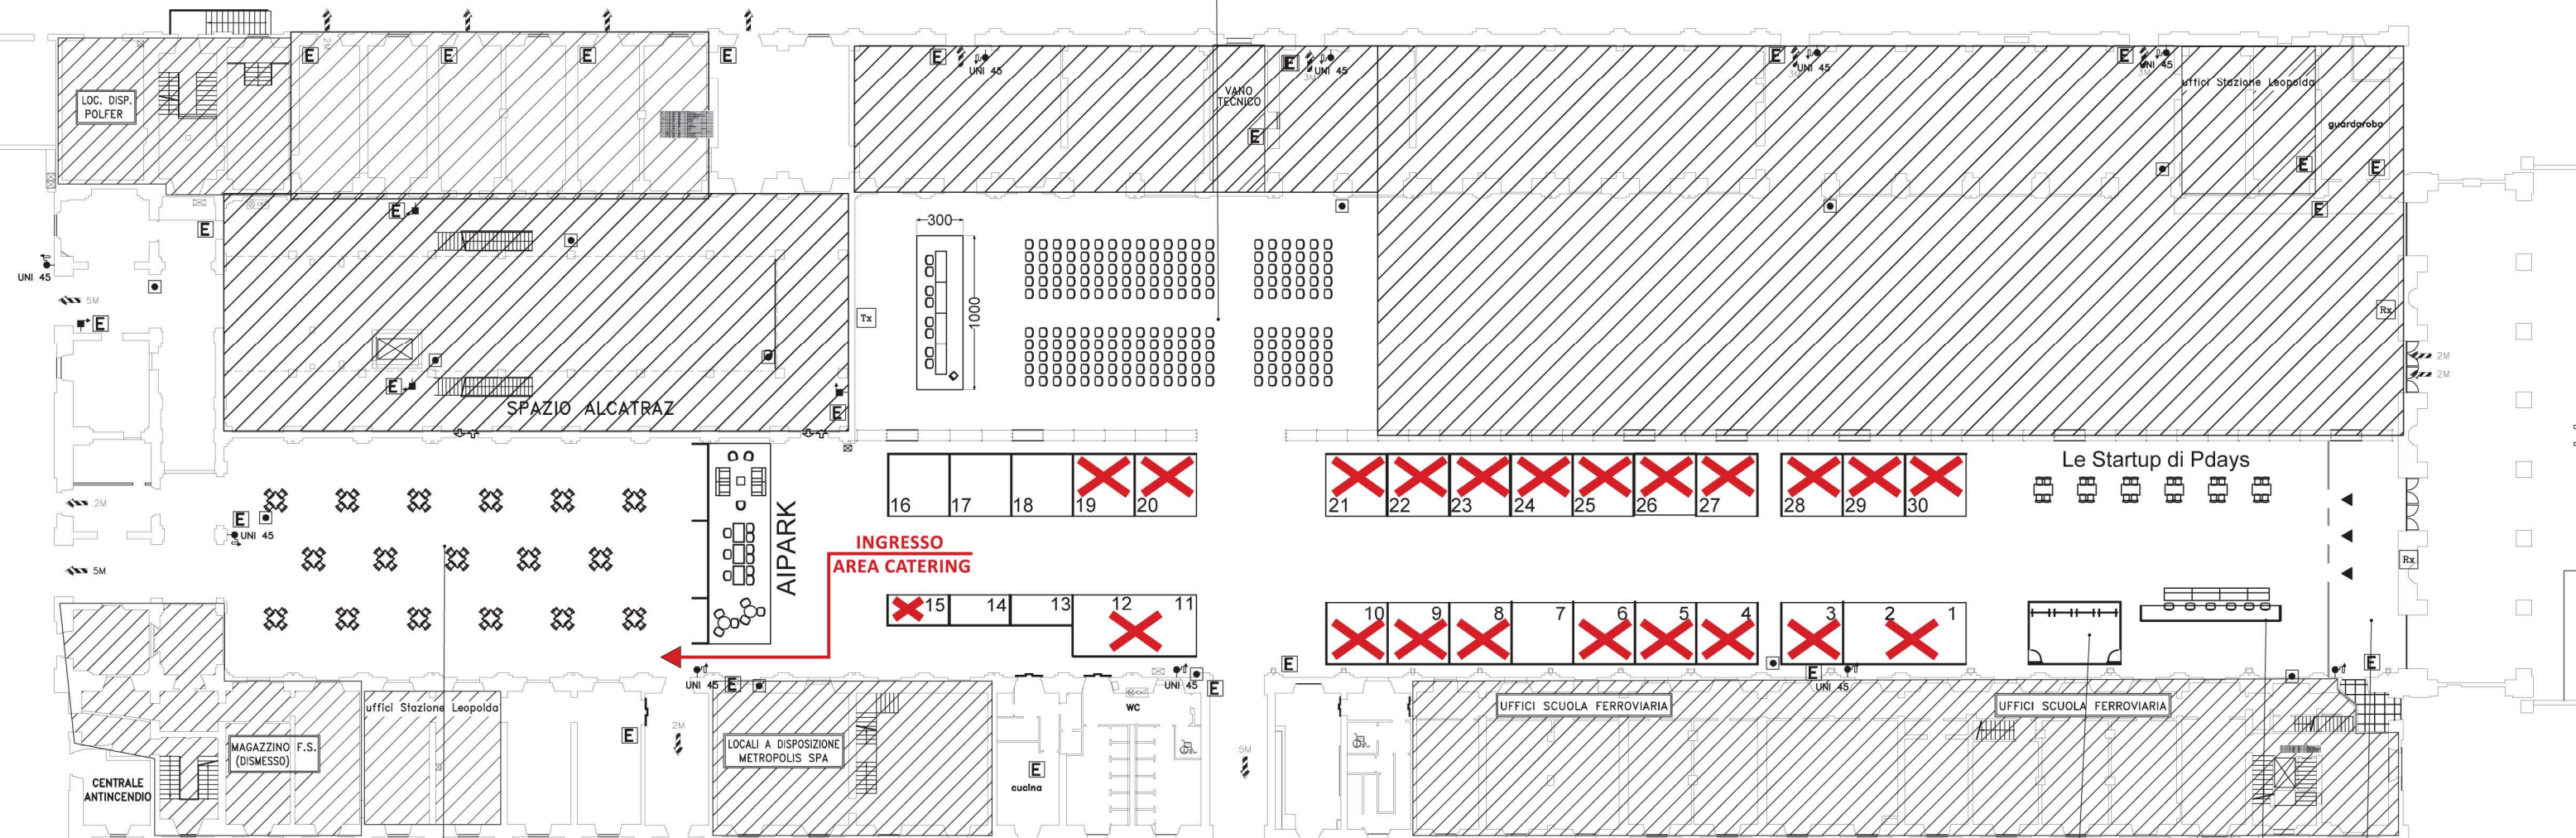 E
E
E
E
E
UNI 45
VANO
TECNICO
E
E
UNI 45
3M
E
UNI 45
E
UNI 45
uffici Stazione Leopolda
guardaroba
E
E
E
LOC. DISP.
POLFER
2M
E
E
UNI 45
5M
E
E
E
SPAZIO ALCATRAZ
Tx
300
1000
Rx
2M
2M
2M
E
UNI 45
5M
AIPARK
INGRESSO
AREA CATERING
16
17
18
19
20
21
22
23
24
25
26
27
28
29
30
Le Startup di Pdays
Rx
15
14
13
12
11
10
9
8
7
6
5
4
3
2
1
UNI 45
E
UNI 45
E
E
E
UNI 45
E
uffici Stazione Leopolda
E
2M
MAGAZZINO F.S.
(DISMESSO)
CENTRALE
ANTINCENDIO
LOCALI A DISPOSIZIONE
METROPOLIS SPA
E
cucina
WC
5M
UFFICI SCUOLA FERROVIARIA
UFFICI SCUOLA FERROVIARIA